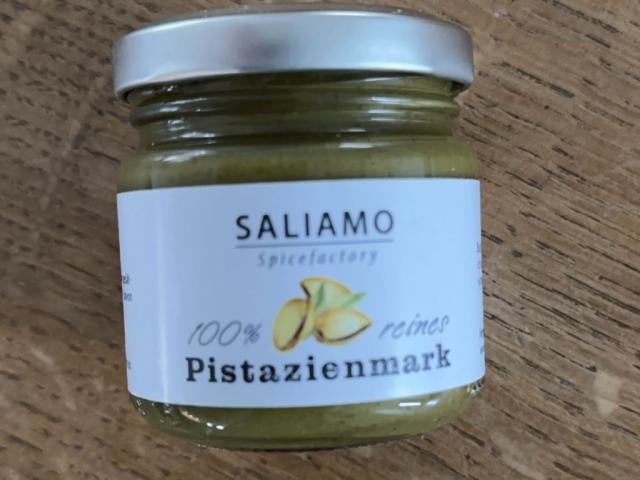 SALIAMO
Spicefactory
100% reines
Pistazienmark